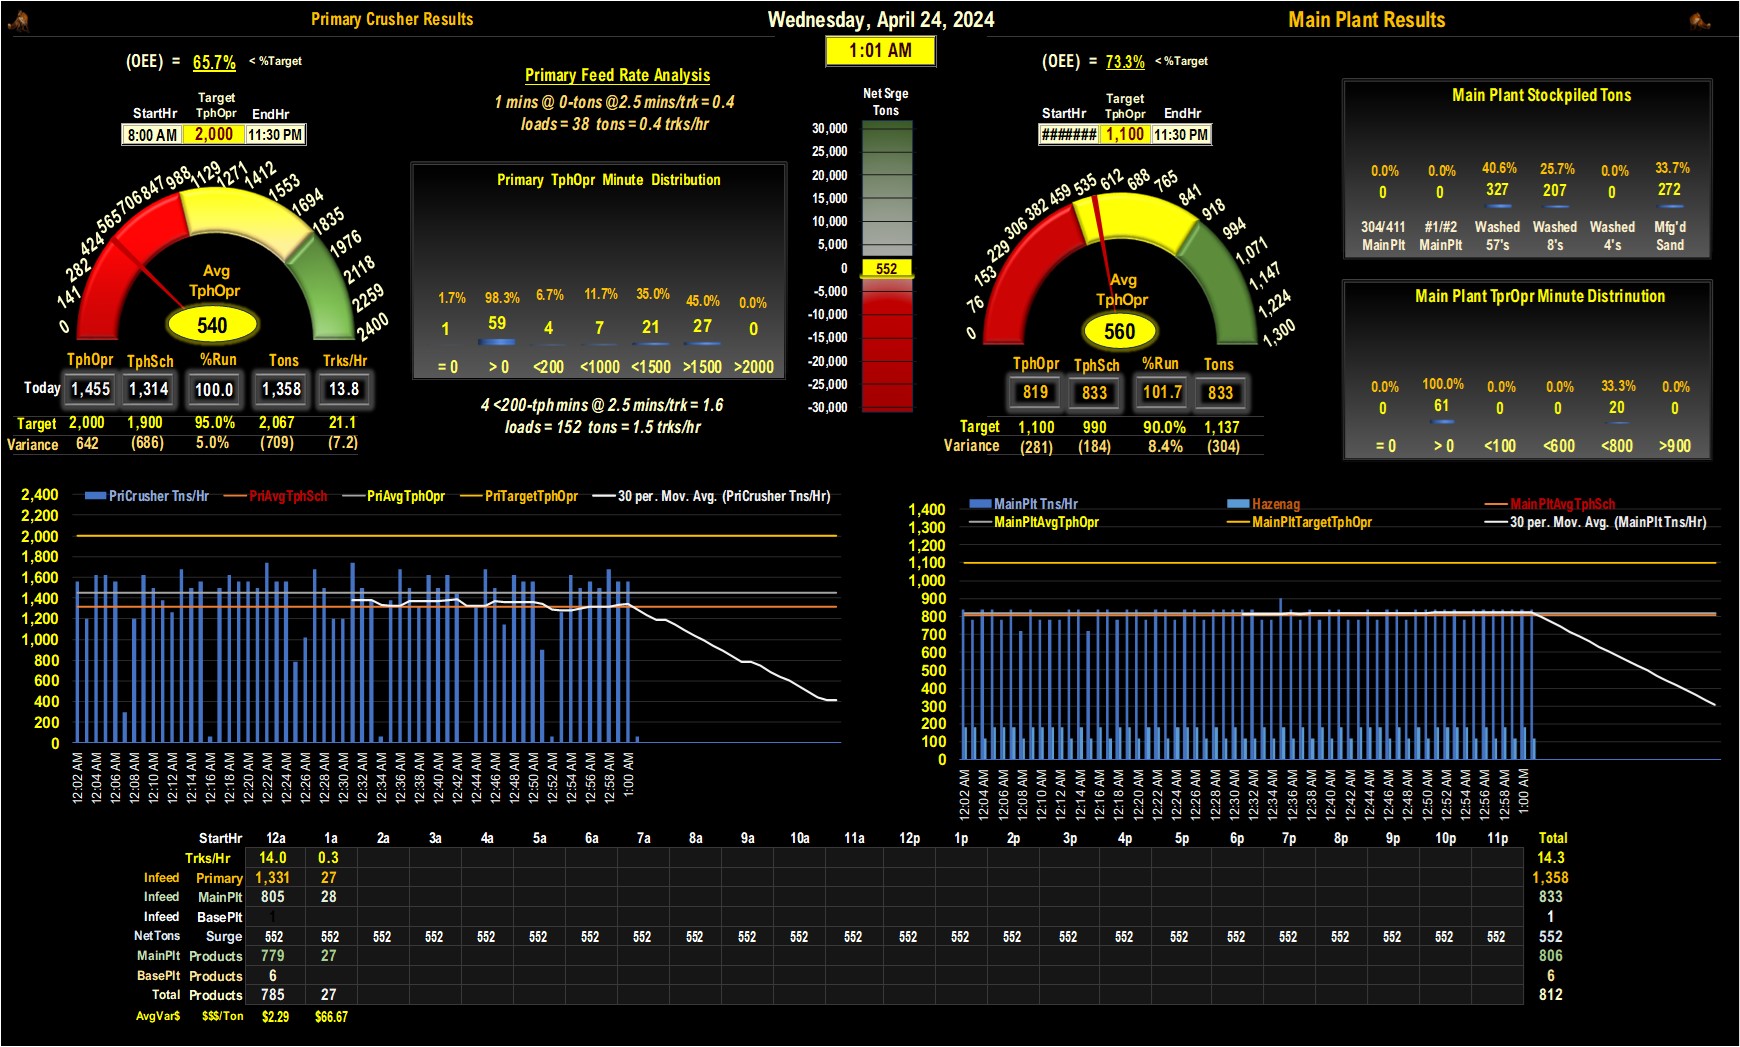 Primary Crusher Results
Wednesday, April 24, 2024
Main Plant Results
1:01 AM
(OEE) = 65.7% < %Target
Target
StartHr TphOpr EndHr
8:00 AM 2,000 11:30 PM
0 141 282 424 565 706 847 988 1129 1271 1412 1553 1694 1835 1976 2118 2259 2400
Avg
TphOpr
540
TphOpr TphSch %Run Tons Trks/Hr
Today 1,455 1,314 100.0 1,358 13.8
Target 2,000 1,900 95.0% 2,067 21.1
Variance 642 (686) 5.0% (709) (7.2)
Primary Feed Rate Analysis
1 mins @ 0-tons @2.5 mins/trk = 0.4
loads = 38 tons = 0.4 trks/hr
Primary TphOpr Minute Distribution
1.7% 98.3% 6.7% 11.7% 35.0% 45.0% 0.0%
1 59 4 7 21 27 0
= 0 > 0 <200 <1000 <1500 >1500 >2000
4 <200-tph mins @ 2.5 mins/trk = 1.6
loads = 152 tons = 1.5 trks/hr
Net Srge
Tons
30,000
25,000
20,000
15,000
10,000
5,000
0
-5,000
-10,000
-15,000
-20,000
-25,000
-30,000
552
(OEE) = 73.3% < %Target
Target
StartHr TphOpr EndHr
####### 1,100 11:30 PM
0 76 153 229 306 382 459 535 612 688 765 841 918 994 1,071 1,147 1,224 1,300
Avg
TphOpr
560
TphOpr TphSch %Run Tons
819 833 101.7 833
Target 1,100 990 90.0% 1,137
Variance (281) (184) 8.4% (304)
Main Plant Stockpiled Tons
0.0% 0.0% 40.6% 25.7% 0.0% 33.7%
0 0 327 207 0 272
304/411 #1/#2 Washed Washed Washed Mfg'd
MainPlt MainPlt 57's 8's 4's Sand
Main Plant TprOpr Minute Distrinution
0.0% 100.0% 0.0% 0.0% 33.3% 0.0%
0 61 0 0 20 0
= 0 > 0 <100 <600 <800 >900
PriCrusher Tns/Hr PriAvgTphSch PriAvgTphOpr PriTargetTphOpr 30 per. Mov. Avg. (PriCrusher Tns/Hr)
2,400
2,200
2,000
1,800
1,600
1,400
1,200
1,000
800
600
400
200
0
12:02 AM 12:04 AM 12:06 AM 12:08 AM 12:10 AM 12:12 AM 12:14 AM 12:16 AM 12:18 AM 12:20 AM 12:22 AM 12:24 AM 12:26 AM 12:28 AM 12:30 AM 12:32 AM 12:34 AM 12:36 AM 12:38 AM 12:40 AM 12:42 AM 12:44 AM 12:46 AM 12:48 AM 12:50 AM 12:52 AM 12:54 AM 12:56 AM 12:58 AM 1:00 AM
MainPlt Tns/Hr Hazenag MainPltAvgTphSch
MainPltAvgTphOpr MainPltTargetTphOpr 30 per. Mov. Avg. (MainPlt Tns/Hr)
1,400
1,300
1,200
1,100
1,000
900
800
700
600
500
400
300
200
100
0
12:02 AM 12:04 AM 12:06 AM 12:08 AM 12:10 AM 12:12 AM 12:14 AM 12:16 AM 12:18 AM 12:20 AM 12:22 AM 12:24 AM 12:26 AM 12:28 AM 12:30 AM 12:32 AM 12:34 AM 12:36 AM 12:38 AM 12:40 AM 12:42 AM 12:44 AM 12:46 AM 12:48 AM 12:50 AM 12:52 AM 12:54 AM 12:56 AM 12:58 AM 1:00 AM
StartHr 12a 1a 2a 3a 4a 5a 6a 7a 8a 9a 10a 11a 12p 1p 2p 3p 4p 5p 6p 7p 8p 9p 10p 11p Total
Trks/Hr 14.0 0.3 14.3
Infeed Primary 1,331 27 1,358
Infeed MainPlt 805 28 833
Infeed BasePlt 1 1
NetTons Surge 552 552 552 552 552 552 552 552 552 552 552 552 552 552 552 552 552 552 552 552 552 552 552 552 552
MainPlt Products 779 27 806
BasePlt Products 6 6
Total Products 785 27 812
AvgVar$ $$$/Ton $2.29 $66.67